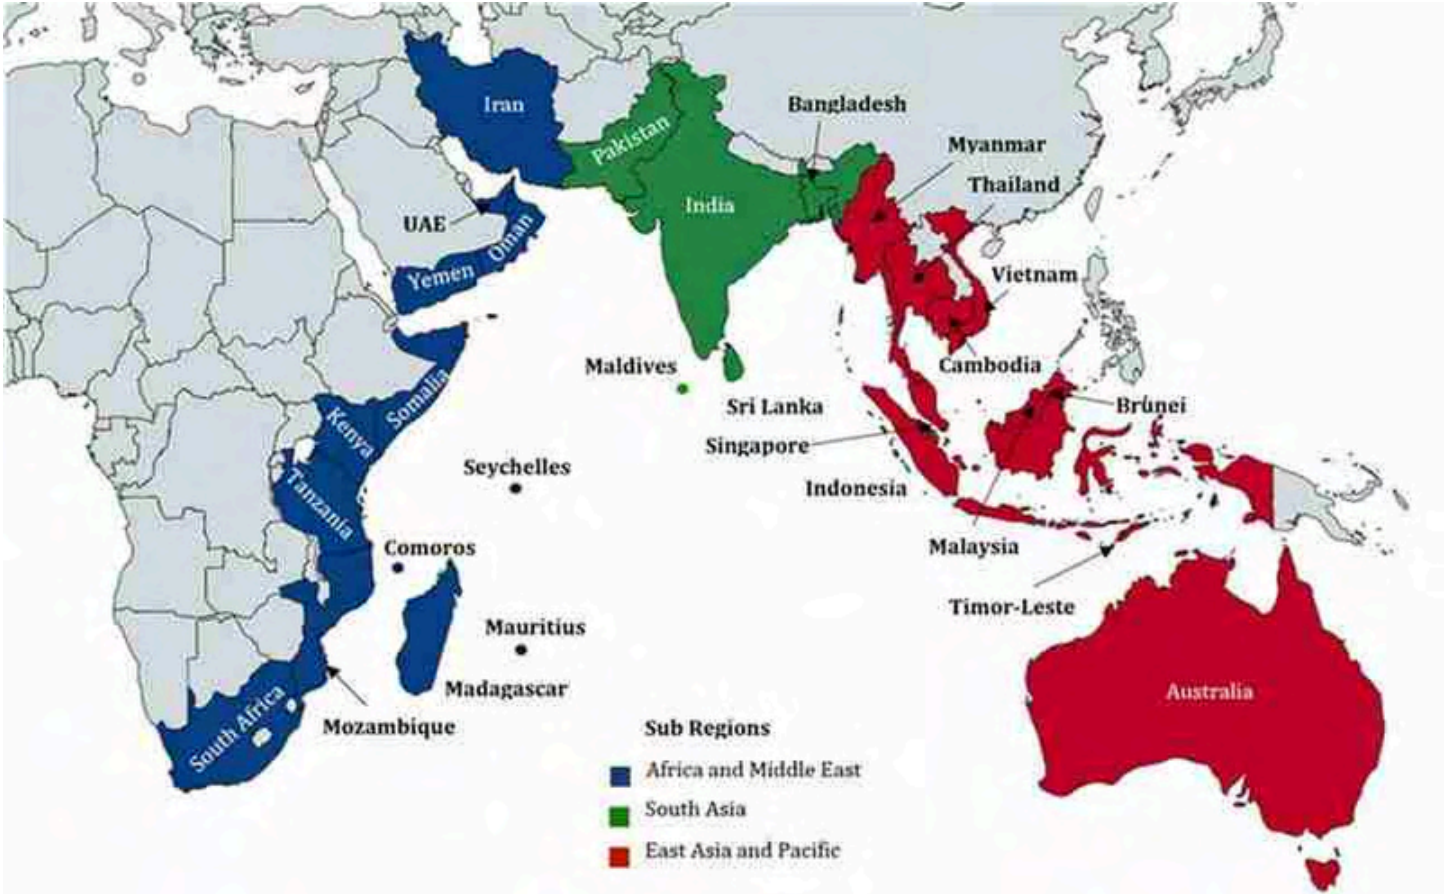 Iran
Bangladesh
Pakistan
Myanmar
Thailand
India
UAE
Oman
Yemen
Vietnam
Maldives
Cambodia
Somalia
Sri Lanka
Brunei
Kenya
Singapore
Seychelles
Indonesia
Tanzania
Comoros
Malaysia
Timor-Leste
Mauritius
Madagascar
Australia
South Africa
Mozambique
Sub Regions
Africa and Middle East
South Asia
East Asia and Pacific